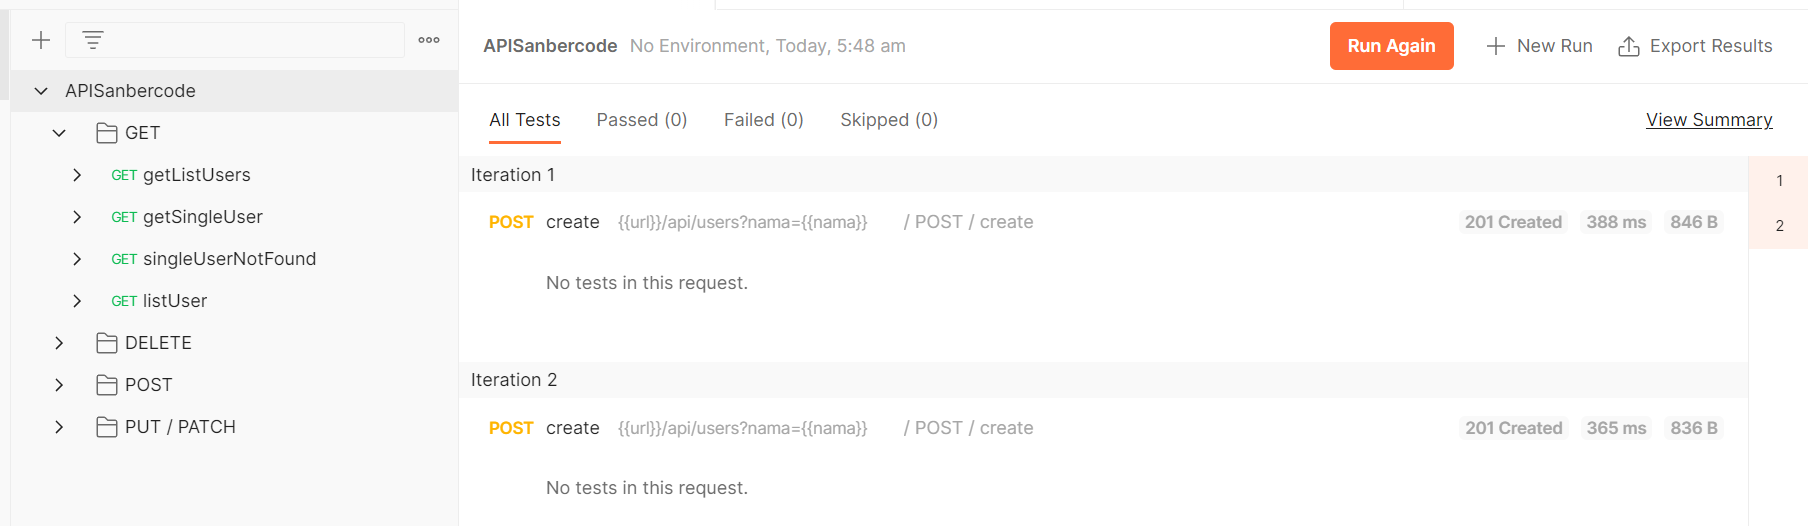 APISanbercode
GET
GET getListUsers
GET getSingleUser
GET singleUserNotFound
GET listUser
DELETE
POST
PUT / PATCH
APISanbercode No Environment, Today, 5:48 am
Run Again
New Run
Export Results
All Tests Passed (0) Failed (0) Skipped (0)
View Summary
Iteration 1
POST create {{url}}/api/users?nama={{nama}} / POST / create 201 Created 388 ms 846 B
No tests in this request.
Iteration 2
POST create {{url}}/api/users?nama={{nama}} / POST / create 201 Created 365 ms 836 B
No tests in this request.
1
2